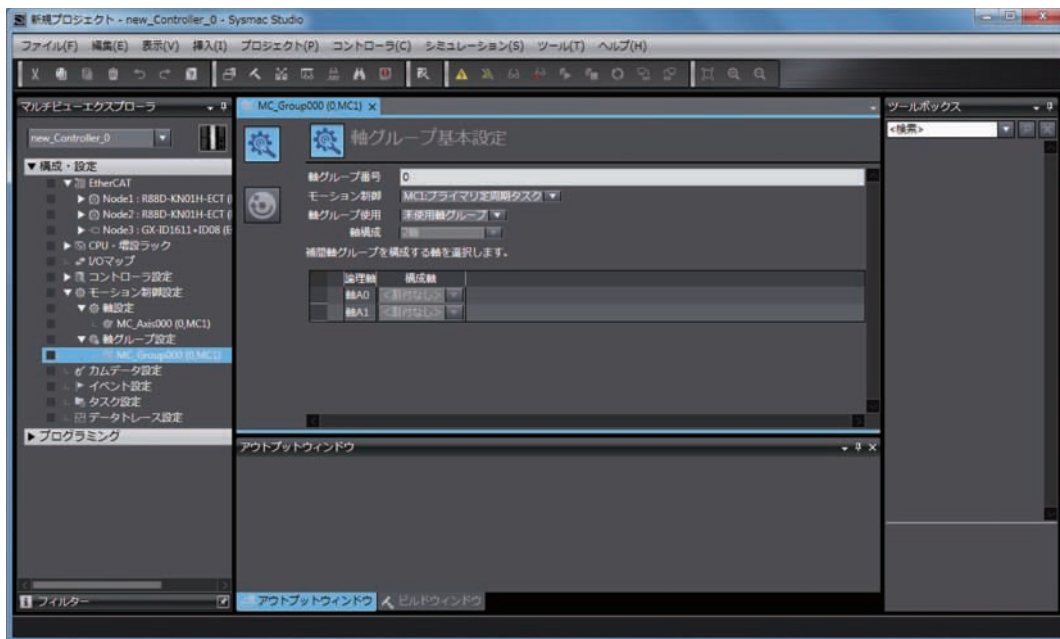 新規プロジェクト - new_Controller_0 - Sysmac Studio
ファイル(F) 編集(E) 表示(V) 挿入(I) プロジェクト(P) コントローラ(C) シミュレーション(S) ツール(T) ヘルプ(H)
マルチビューエクスプローラ
new_Controller_0
▼構成・設定
▼ EtherCAT
▶ Node1 : R88D-KN01H-ECT (
▶ Node2 : R88D-KN01H-ECT (
▶ Node3 : GX-ID1611+ID08 (E
▶ CPU・増設ラック
I/Oマップ
▶ コントローラ設定
▼ モーション制御設定
▼ 軸設定
MC_Axis000 (0,MC1)
▼ 軸グループ設定
MC_Group000 (0,MC1)
カムデータ設定
イベント設定
タスク設定
データトレース設定
▶プログラミング
フィルター
MC_Group000 (0,MC1) x
軸グループ基本設定
軸グループ番号 0
モーション制御 MC1:プライマリ定周期タスク
軸グループ使用 未使用軸グループ
軸構成 2軸
補間軸グループを構成する軸を選択します。
論理軸 構成軸
軸A0 <割付なし>
軸A1 <割付なし>
アウトプットウィンドウ
アウトプットウィンドウ ビルドウィンドウ
ツールボックス
<検索>